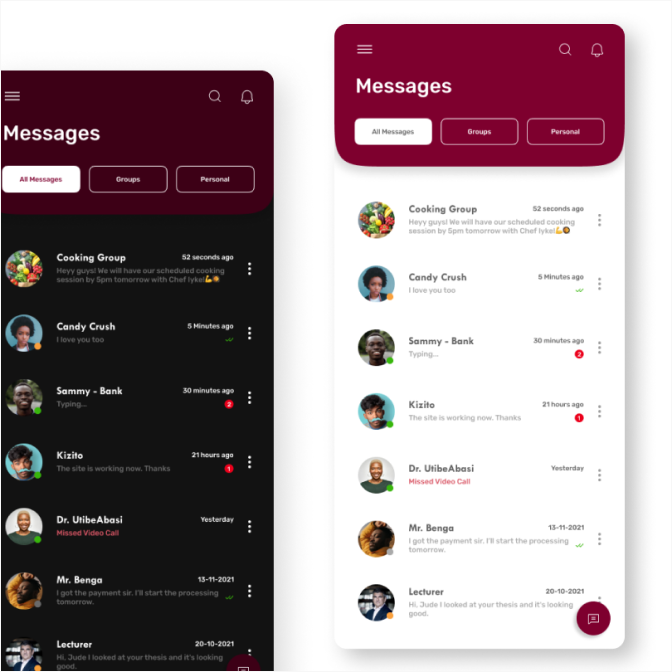 Messages
All Messages
Groups
Personal
Cooking Group
52 seconds ago
Heyy guys! We will have our scheduled cooking
session by 5pm tomorrow with Chef Iyke!💪🥘
Candy Crush
5 Minutes ago
I love you too
Sammy - Bank
30 minutes ago
Typing...
2
Kizito
21 hours ago
The site is working now. Thanks
1
Dr. UtibeAbasi
Yesterday
Missed Video Call
Mr. Benga
13-11-2021
I got the payment sir. I'll start the processing
tomorrow.
Lecturer
20-10-2021
Hi, Jude I looked at your thesis and it's looking
good.
Messages
All Messages
Groups
Personal
Cooking Group
52 seconds ago
Heyy guys! We will have our scheduled cooking
session by 5pm tomorrow with Chef Iyke!💪🥘
Candy Crush
5 Minutes ago
I love you too
Sammy - Bank
30 minutes ago
Typing...
2
Kizito
21 hours ago
The site is working now. Thanks
1
Dr. UtibeAbasi
Yesterday
Missed Video Call
Mr. Benga
13-11-2021
I got the payment sir. I'll start the processing
tomorrow.
Lecturer
20-10-2021
Hi, Jude I looked at your thesis and it's looking
good.